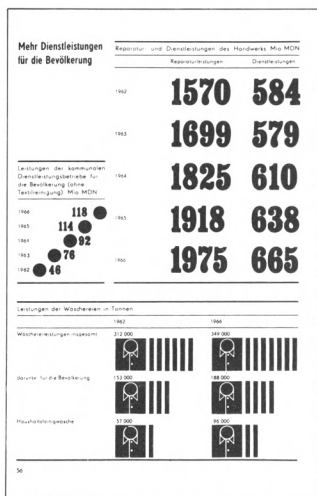 Mehr Dienstleistungen
für die Bevölkerung
Reparatur- und Dienstleistungen des Handwerks Mio MDN
Reparaturleistungen Dienstleistungen
1962 1570 584
1963 1699 579
1964 1825 610
1965 1918 638
1966 1975 665
Leistungen der kommunalen
Dienstleistungsbetriebe für
die Bevölkerung (ohne
Textilreinigung) Mio MDN
1966 118
1965 114
1964 92
1963 76
1962 46
Leistungen der Wäschereien in Tonnen
1962 1966
Wäschereileistungen insgesamt 312 000 349 000
darunter für die Bevölkerung 153 000 188 000
Haushaltsfertigwäsche 57 000 96 000
56